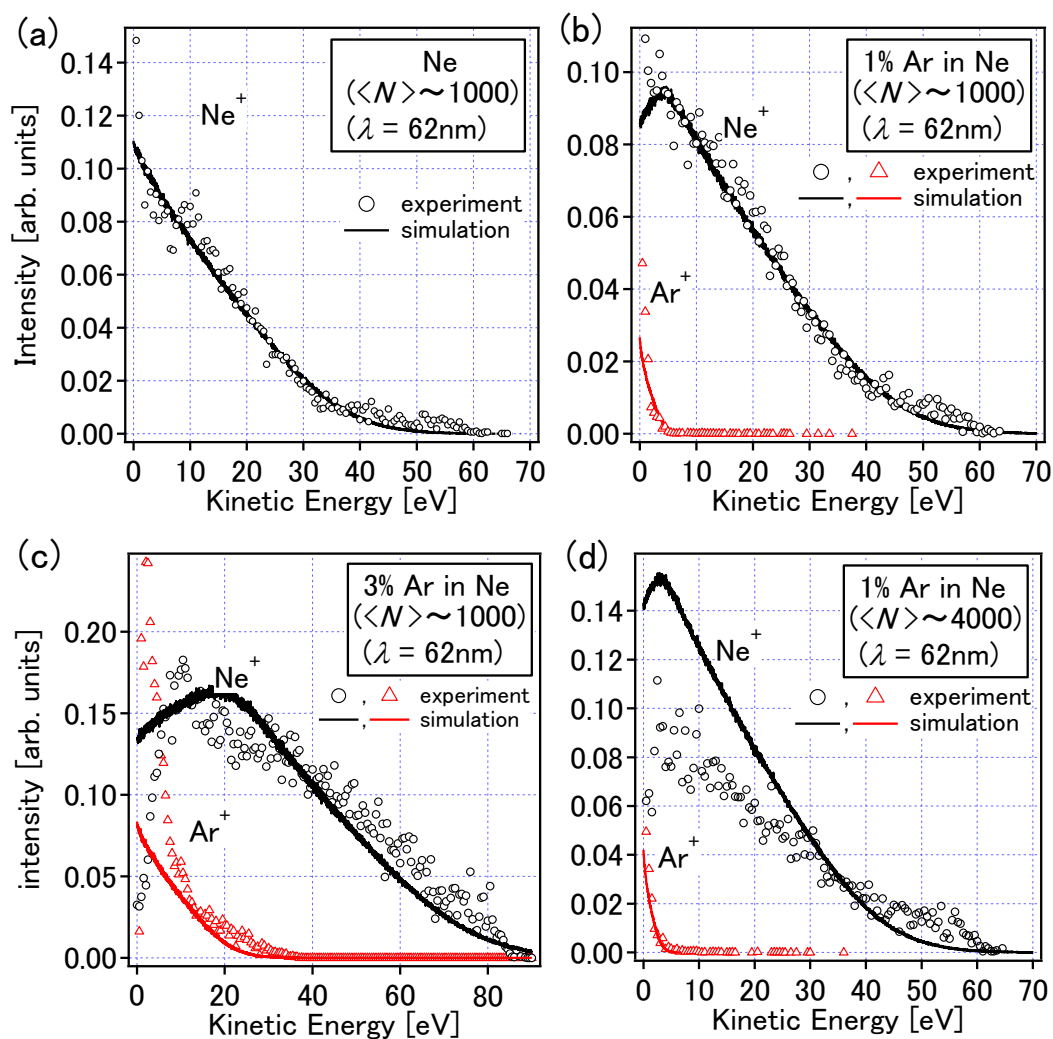 (a)
Intensity [arb. units]
0.14
0.12
0.10
0.08
0.06
0.04
0.02
0.00
Ne⁺
Ne
(<N>~1000)
(λ = 62nm)
experiment
simulation
0 10 20 30 40 50 60 70
Kinetic Energy [eV]
(b)
0.10
0.08
0.06
0.04
0.02
0.00
1% Ar in Ne
(<N>~1000)
(λ = 62nm)
Ne⁺
, experiment
, simulation
Ar⁺
0 10 20 30 40 50 60 70
Kinetic Energy [eV]
(c)
intensity [arb. units]
0.20
0.15
0.10
0.05
0.00
3% Ar in Ne
(<N>~1000)
(λ = 62nm)
Ne⁺
, experiment
, simulation
Ar⁺
0 20 40 60 80
Kinetic Energy [eV]
(d)
0.14
0.12
0.10
0.08
0.06
0.04
0.02
0.00
1% Ar in Ne
(<N>~4000)
(λ = 62nm)
Ne⁺
, experiment
, simulation
Ar⁺
0 10 20 30 40 50 60 70
Kinetic Energy [eV]